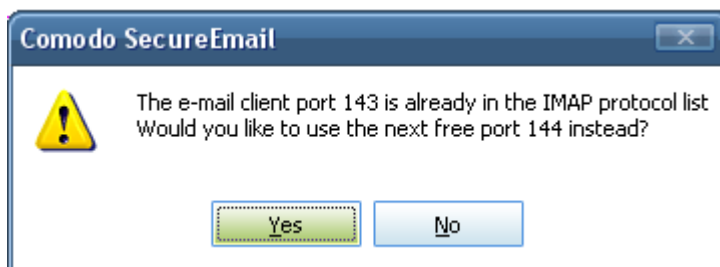 Comodo SecureEmail
The e-mail client port 143 is already in the IMAP protocol list
Would you like to use the next free port 144 instead?
Yes
No